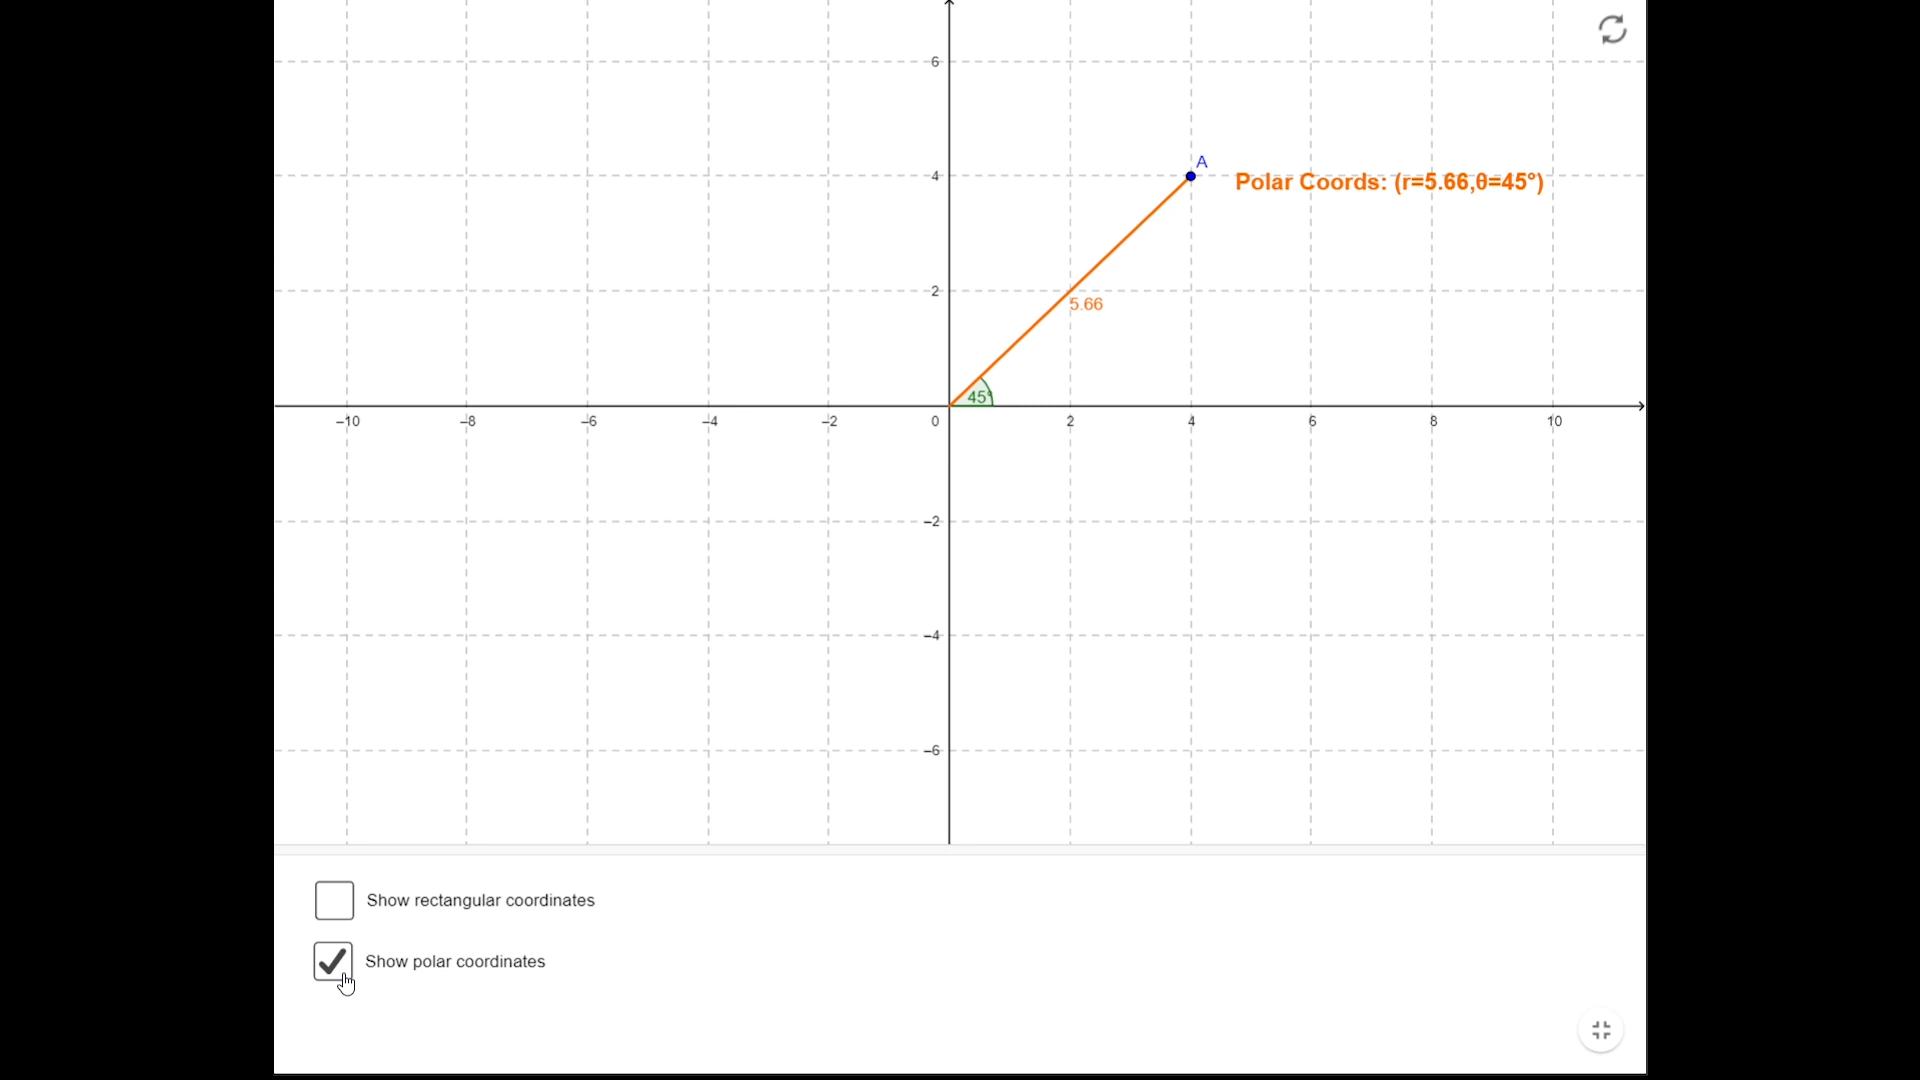 6
A
4
Polar Coords: (r=5.66,θ=45°)
2
5.66
45°
–10 –8 –6 –4 –2 0 2 4 6 8 10
–2
–4
–6
Show rectangular coordinates
Show polar coordinates